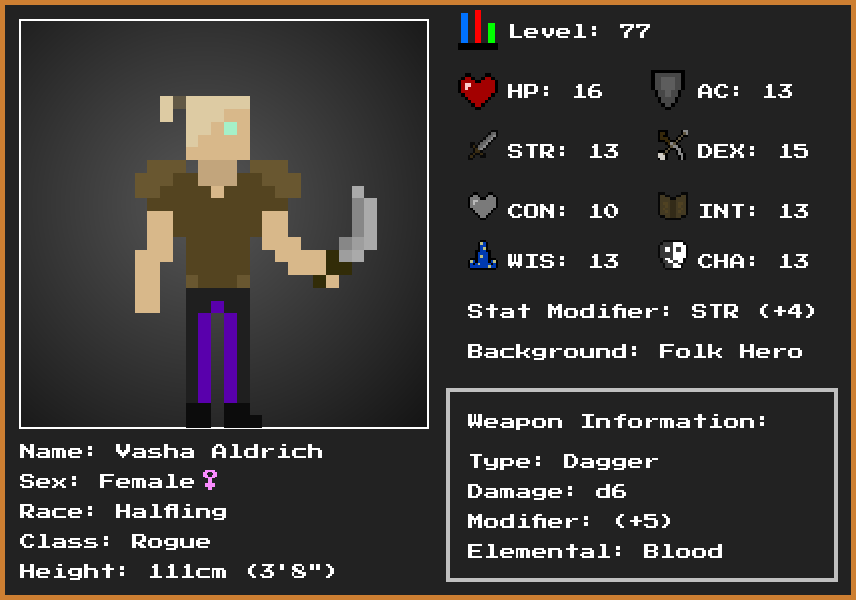 Level: 77
HP: 16 AC: 13
STR: 13 DEX: 15
CON: 10 INT: 13
WIS: 13 CHA: 13
Stat Modifier: STR (+4)
Background: Folk Hero
Weapon Information:
Type: Dagger
Damage: d6
Modifier: (+5)
Elemental: Blood
Name: Vasha Aldrich
Sex: Female♀
Race: Halfling
Class: Rogue
Height: 111cm (3'8")